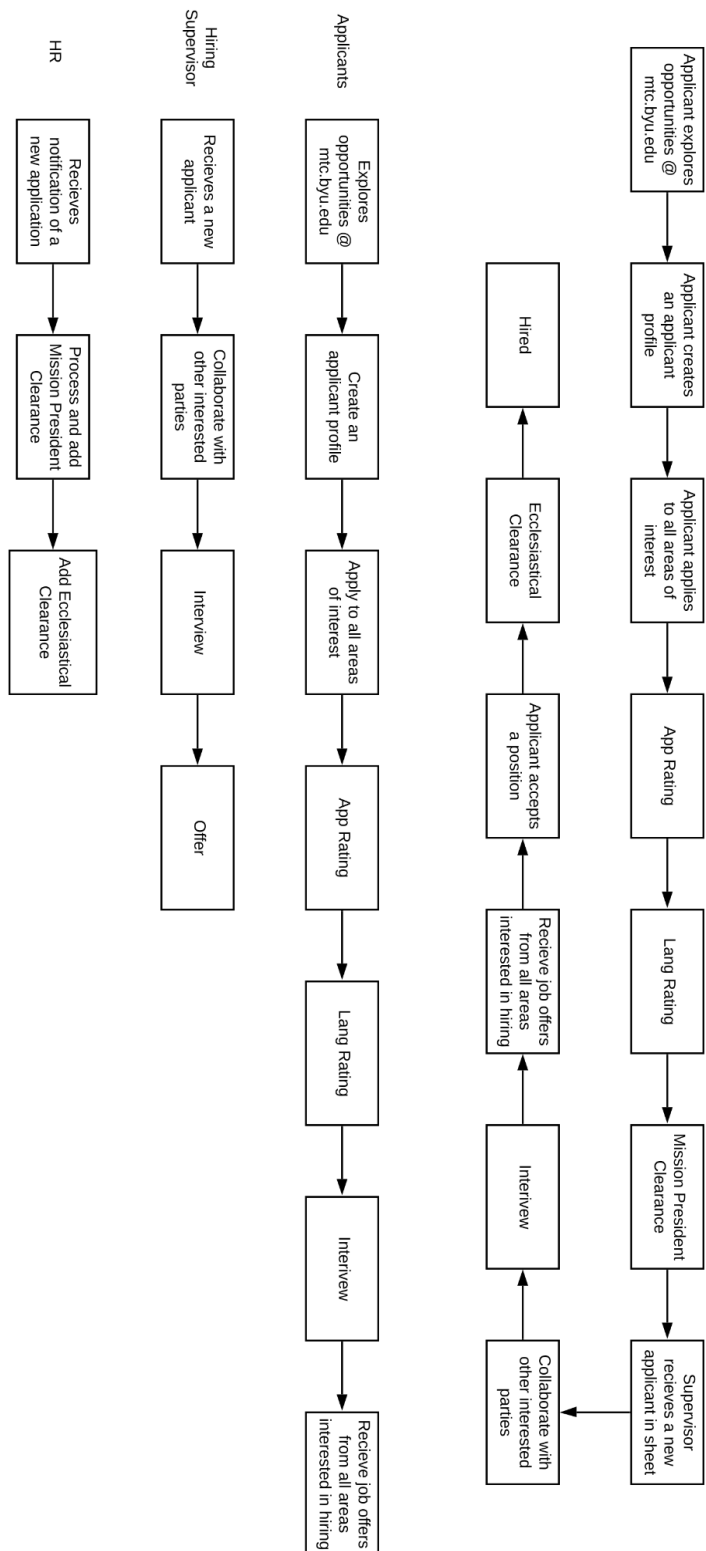 Applicant explores
opportunities @
mtc.byu.edu
Applicant creates
an applicant
profile
Applicant applies
to all areas of
interest
App Rating
Lang Rating
Mission President
Clearance
Supervisor
recieves a new
applicant in sheet
Collaborate with
other interested
parties
Interivew
Recieve job offers
from all areas
interested in hiring
Applicant accepts
a position
Ecclesiastical
Clearance
Hired
Applicants
Explores
opportunities @
mtc.byu.edu
Create an
applicant profile
Apply to all areas
of interest
App Rating
Lang Rating
Interivew
Recieve job offers
from all areas
interested in hiring
Hiring
Supervisor
Recieves a new
applicant
Collaborate with
other interested
parties
Interview
Offer
HR
Recieves
notification of a
new application
Process and add
Mission President
Clearance
Add Ecclesiastical
Clearance